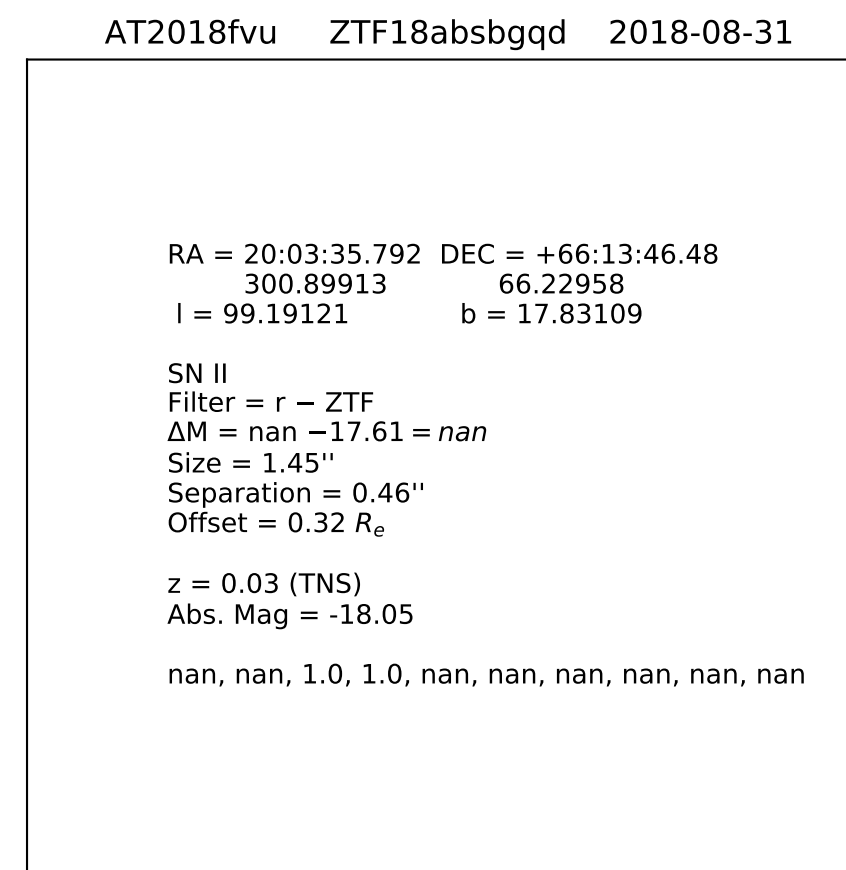 AT2018fvu ZTF18absbgqd 2018-08-31
RA = 20:03:35.792 DEC = +66:13:46.48
300.89913 66.22958
l = 99.19121 b = 17.83109
SN II
Filter = r − ZTF
ΔM = nan −17.61 = nan
Size = 1.45''
Separation = 0.46''
Offset = 0.32 Rₑ
z = 0.03 (TNS)
Abs. Mag = -18.05
nan, nan, 1.0, 1.0, nan, nan, nan, nan, nan, nan